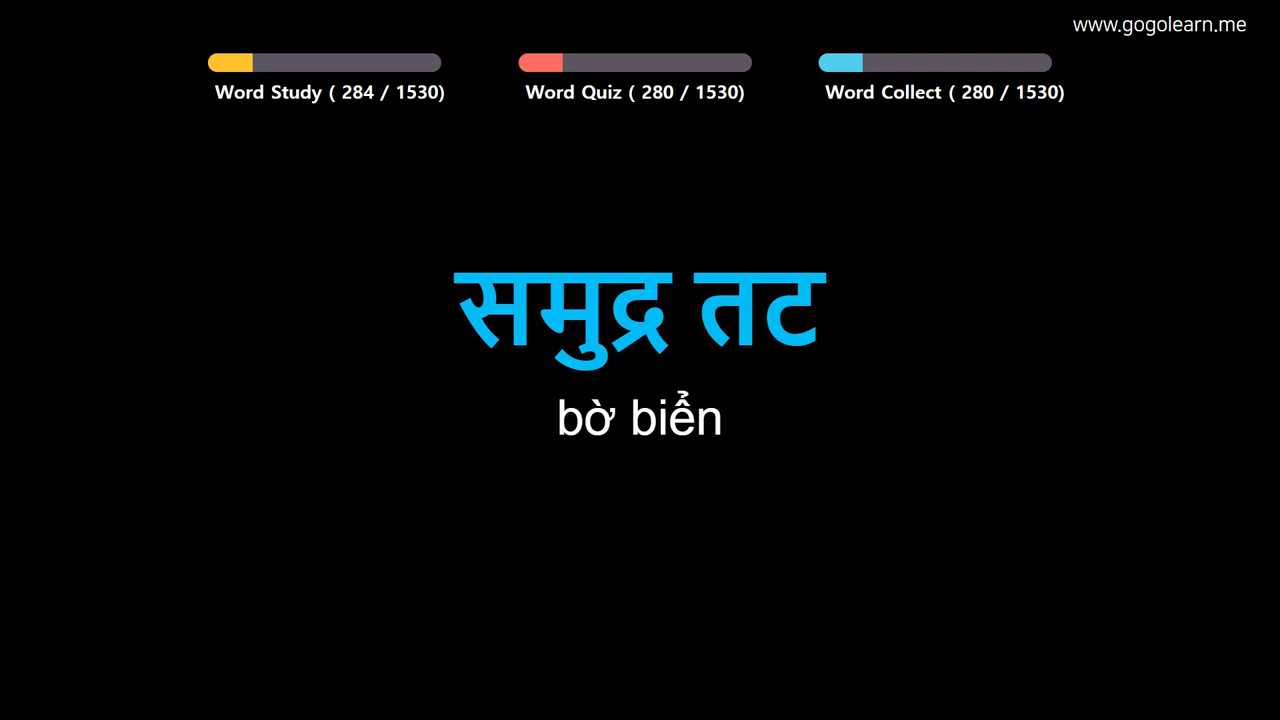 www.gogolearn.me
Word Study ( 284 / 1530)
Word Quiz ( 280 / 1530)
Word Collect ( 280 / 1530)
समुद्र तट
bờ biển